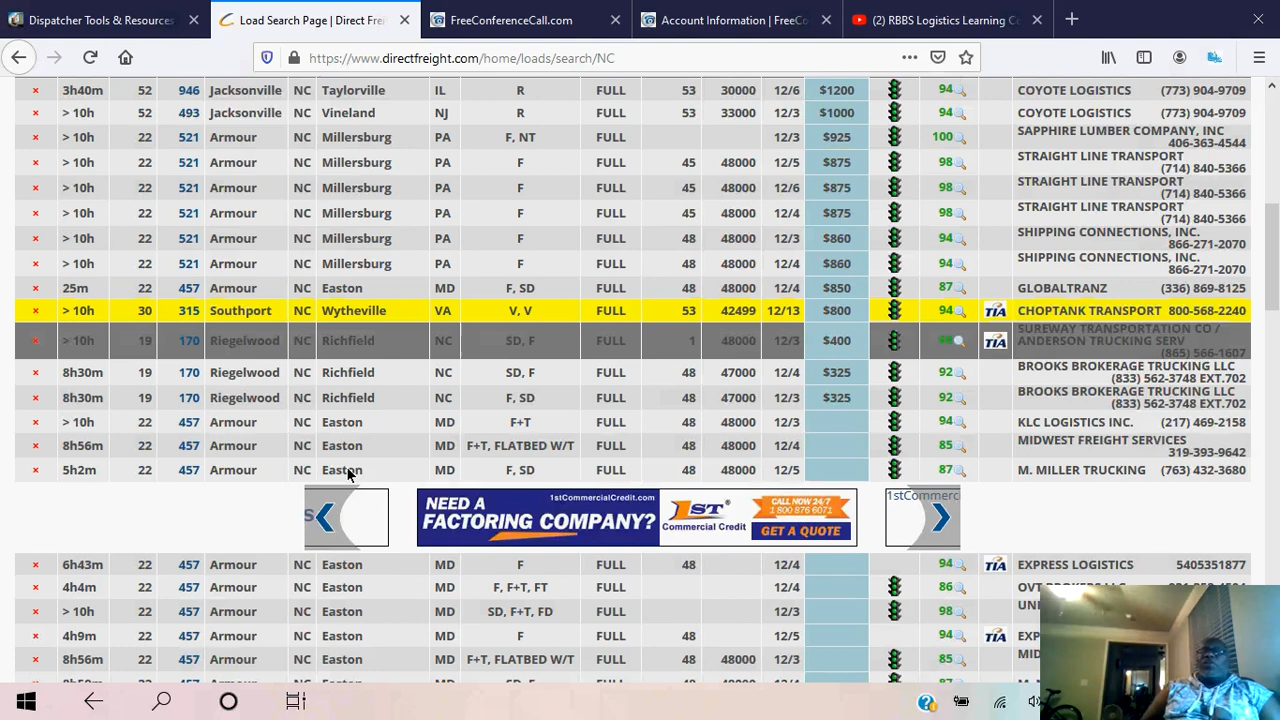 Dispatcher Tools & Resources
Load Search Page | Direct Frei
FreeConferenceCall.com
Account Information | FreeCo
(2) RBBS Logistics Learning C
https://www.directfreight.com/home/loads/search/NC
3h40m 52 946 Jacksonville NC Taylorville IL R FULL 53 30000 12/6 $1200 94 COYOTE LOGISTICS (773) 904-9709
> 10h 52 493 Jacksonville NC Vineland NJ R FULL 53 33000 12/3 $1000 94 COYOTE LOGISTICS (773) 904-9709
> 10h 22 521 Armour NC Millersburg PA F, NT FULL 12/3 $925 100 SAPPHIRE LUMBER COMPANY, INC 406-363-4544
> 10h 22 521 Armour NC Millersburg PA F FULL 45 48000 12/5 $875 98 STRAIGHT LINE TRANSPORT (714) 840-5366
> 10h 22 521 Armour NC Millersburg PA F FULL 45 48000 12/6 $875 98 STRAIGHT LINE TRANSPORT (714) 840-5366
> 10h 22 521 Armour NC Millersburg PA F FULL 45 48000 12/4 $875 98 STRAIGHT LINE TRANSPORT (714) 840-5366
> 10h 22 521 Armour NC Millersburg PA F FULL 48 48000 12/3 $860 94 SHIPPING CONNECTIONS, INC. 866-271-2070
> 10h 22 521 Armour NC Millersburg PA F FULL 48 48000 12/4 $860 94 SHIPPING CONNECTIONS, INC. 866-271-2070
25m 22 457 Armour NC Easton MD F, SD FULL 48 48000 12/4 $850 87 GLOBALTRANZ (336) 869-8125
> 10h 30 315 Southport NC Wytheville VA V, V FULL 53 42499 12/13 $800 94 TIA CHOPTANK TRANSPORT 800-568-2240
> 10h 19 170 Riegelwood NC Richfield NC SD, F FULL 1 48000 12/3 $400 TIA SUREWAY TRANSPORTATION CO / ANDERSON TRUCKING SERV (865) 566-1607
8h30m 19 170 Riegelwood NC Richfield NC SD, F FULL 48 47000 12/4 $325 92 BROOKS BROKERAGE TRUCKING LLC (833) 562-3748 EXT.702
8h30m 19 170 Riegelwood NC Richfield NC F, SD FULL 48 47000 12/3 $325 92 BROOKS BROKERAGE TRUCKING LLC (833) 562-3748 EXT.702
> 10h 22 457 Armour NC Easton MD F+T FULL 48 48000 12/3 94 KLC LOGISTICS INC. (217) 469-2158
8h56m 22 457 Armour NC Easton MD F+T, FLATBED W/T FULL 48 48000 12/4 85 MIDWEST FREIGHT SERVICES 319-393-9642
5h2m 22 457 Armour NC Easton MD F, SD FULL 48 48000 12/5 87 M. MILLER TRUCKING (763) 432-3680
S
NEED A FACTORING COMPANY?
1stCommercialCredit.com
1ST Commercial Credit
CALL NOW 24/7
1 800 876 6071
GET A QUOTE
1stCommerc
6h43m 22 457 Armour NC Easton MD F FULL 48 12/4 94 TIA EXPRESS LOGISTICS 5405351877
4h4m 22 457 Armour NC Easton MD F, F+T, FT FULL 12/4 86
> 10h 22 457 Armour NC Easton MD SD, F+T, FD FULL 12/3 98
4h9m 22 457 Armour NC Easton MD F FULL 48 12/5 94 TIA
8h56m 22 457 Armour NC Easton MD F+T, FLATBED W/T FULL 48 48000 12/3 85